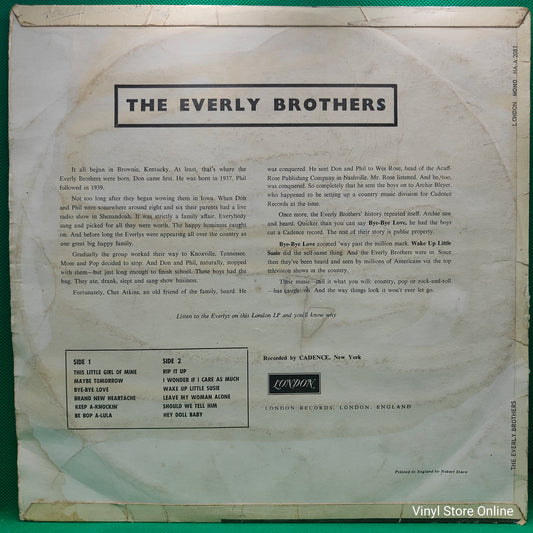 THE EVERLY BROTHERS
It all began in Brownie, Kentucky. At least, that's where the
Everly Brothers were born. Don came first. He was born in 1937, Phil
followed in 1939.
Not too long after they began wowing them in Iowa. When Don
and Phil were somewhere around eight and six their parents had a live
radio show in Shenandoah. It was strictly a family affair. Everybody
sang and picked for all they were worth. The happy hominess caught
on. And before long the Everlys were appearing all over the country as
one great big happy family.
Gradually the group worked their way to Knoxville, Tennessee.
Mom and Pop decided to stop. And Don and Phil, naturally, stopped
with them—but just long enough to finish school. These boys had the
bug. They ate, drank, slept and sang show business.
Fortunately, Chet Atkins, an old friend of the family, heard. He
was conquered. He sent Don and Phil to Wes Rose, head of the Acuff-
Rose Publishing Company in Nashville. Mr. Rose listened. And he, too,
was conquered. So completely that he sent the boys on to Archie Bleyer,
who happened to be setting up a country music division for Cadence
Records at the time.
Once more, the Everly Brothers' history repeated itself. Archie saw
and heard. Quicker than you can say Bye-Bye Love, he had the boys
cut a Cadence record. The rest of their story is public property.
Bye-Bye Love zoomed 'way past the million mark. Wake Up Little
Susie did the self-same thing. And the Everly Brothers were in. Since
then they've been heard and seen by millions of Americans via the top
television shows in the country.
Their music—call it what you will: country, pop or rock-and-roll
—has caught on. And the way things look it won't ever let go.
Listen to the Everlys on this London LP and you'll know why
SIDE 1
THIS LITTLE GIRL OF MINE
MAYBE TOMORROW
BYE-BYE LOVE
BRAND NEW HEARTACHE
KEEP A-KNOCKIN'
BE BOP A-LULA
SIDE 2
RIP IT UP
I WONDER IF I CARE AS MUCH
WAKE UP LITTLE SUSIE
LEAVE MY WOMAN ALONE
SHOULD WE TELL HIM
HEY DOLL BABY
Recorded by CADENCE, New York
LONDON
LONDON RECORDS, LONDON, ENGLAND
Printed in England by Robert Stace
LONDON MONO HA-A 2081
THE EVERLY BROTHERS
Vinyl Store Online